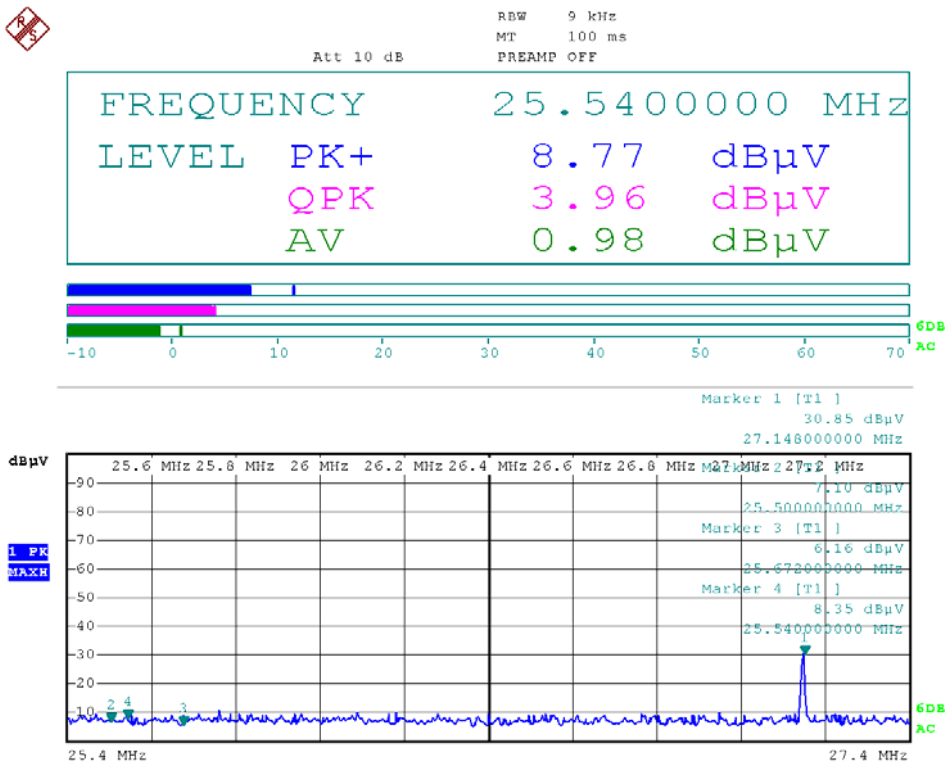 R S
RBW 9 kHz
MT 100 ms
Att 10 dB PREAMP OFF
FREQUENCY 25.5400000 MHz
LEVEL PK+ 8.77 dBµV
QPK 3.96 dBµV
AV 0.98 dBµV
6DB
AC
-10 0 10 20 30 40 50 60 70
Marker 1 [T1 ]
30.85 dBµV
27.148000000 MHz
dBµV
25.6 MHz 25.8 MHz 26 MHz 26.2 MHz 26.4 MHz 26.6 MHz 26.8 MHz 27 MHz 27.2 MHz
Marker 2 [T1 ]
7.10 dBµV
25.500000000 MHz
Marker 3 [T1 ]
6.16 dBµV
25.672000000 MHz
Marker 4 [T1 ]
8.35 dBµV
25.540000000 MHz
90
80
70
1 PK
MAXH
60
50
40
30
20
10
1
2 4
3
6DB
AC
25.4 MHz 27.4 MHz